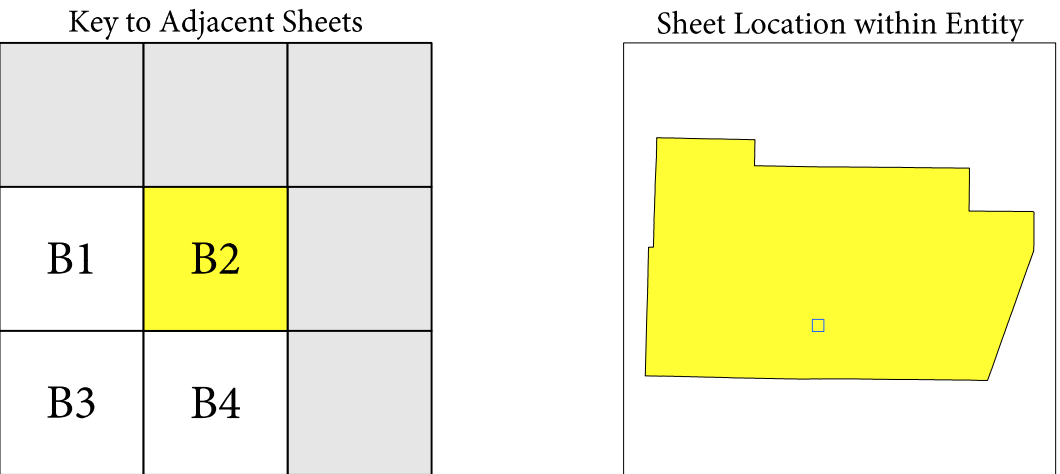 Key to Adjacent Sheets
Sheet Location within Entity
B1
B2
B3
B4